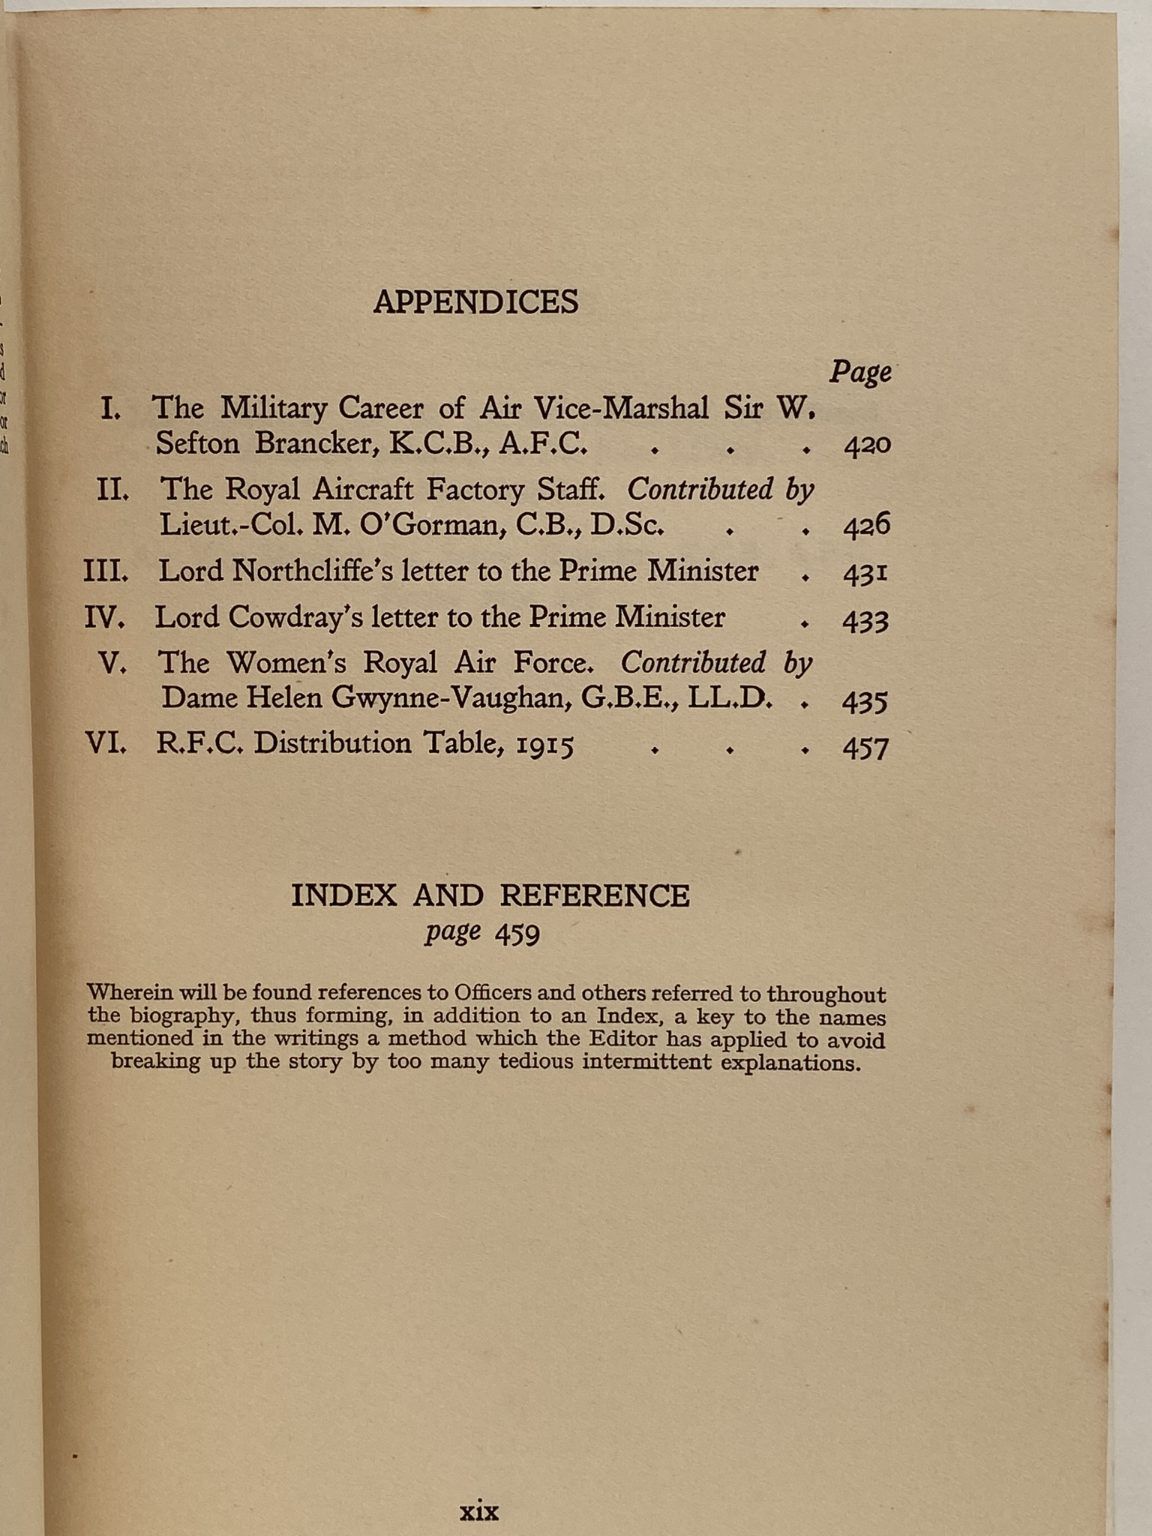 APPENDICES
Page
I. The Military Career of Air Vice-Marshal Sir W.
Sefton Brancker, K.C.B., A.F.C. . . . 420
II. The Royal Aircraft Factory Staff. Contributed by
Lieut.-Col. M. O'Gorman, C.B., D.Sc. . . 426
III. Lord Northcliffe's letter to the Prime Minister . 431
IV. Lord Cowdray's letter to the Prime Minister . 433
V. The Women's Royal Air Force. Contributed by
Dame Helen Gwynne-Vaughan, G.B.E., LL.D. . 435
VI. R.F.C. Distribution Table, 1915 . . . 457
INDEX AND REFERENCE
page 459
Wherein will be found references to Officers and others referred to throughout
the biography, thus forming, in addition to an Index, a key to the names
mentioned in the writings a method which the Editor has applied to avoid
breaking up the story by too many tedious intermittent explanations.
xix